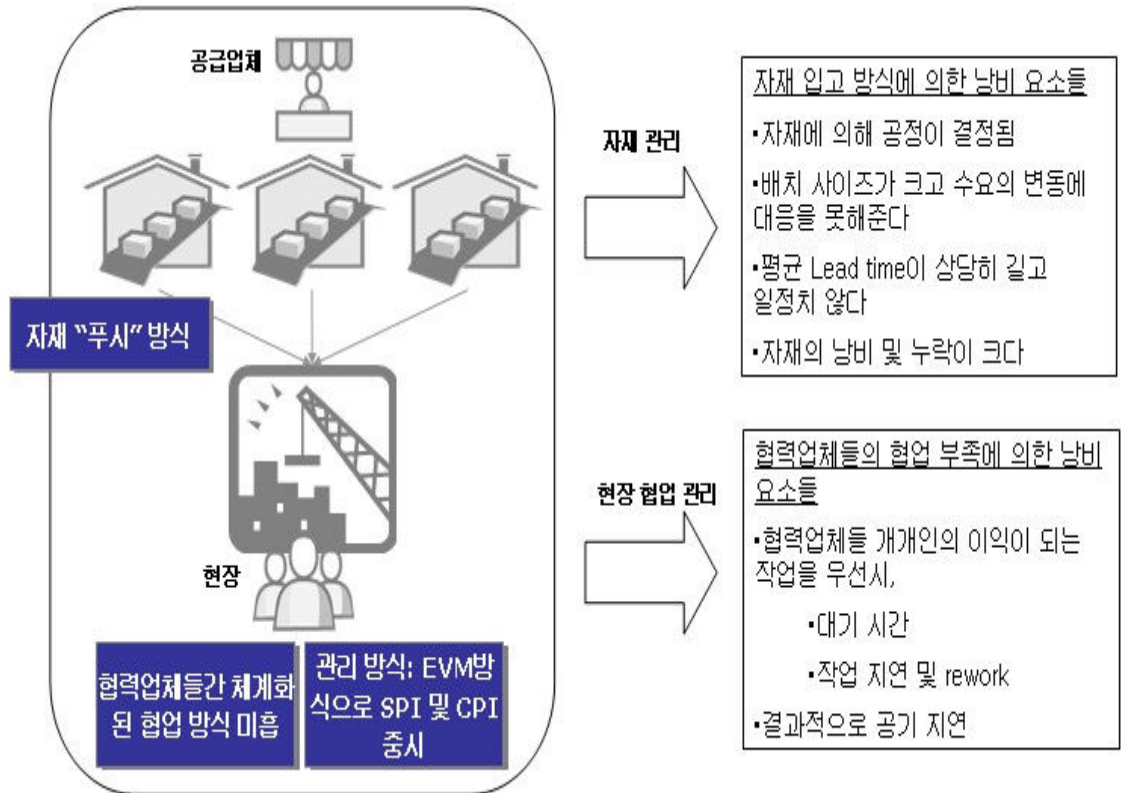 공급업체
자재 “푸시” 방식
현장
협력업체들간 체계화
된 협업 방식 미흡
관리 방식: EVM방
식으로 SPI 및 CPI
중시
자재 관리
자재 입고 방식에 의한 낭비 요소들
▪자재에 의해 공정이 결정됨
▪배치 사이즈가 크고 수요의 변동에
대응을 못해준다
▪평균 Lead time이 상당히 길고
일정치 않다
▪자재의 낭비 및 누락이 크다
현장 협업 관리
협력업체들의 협업 부족에 의한 낭비
요소들
▪협력업체들 개개인의 이익이 되는
작업을 우선시,
▪대기 시간
▪작업 지연 및 rework
▪결과적으로 공기 지연